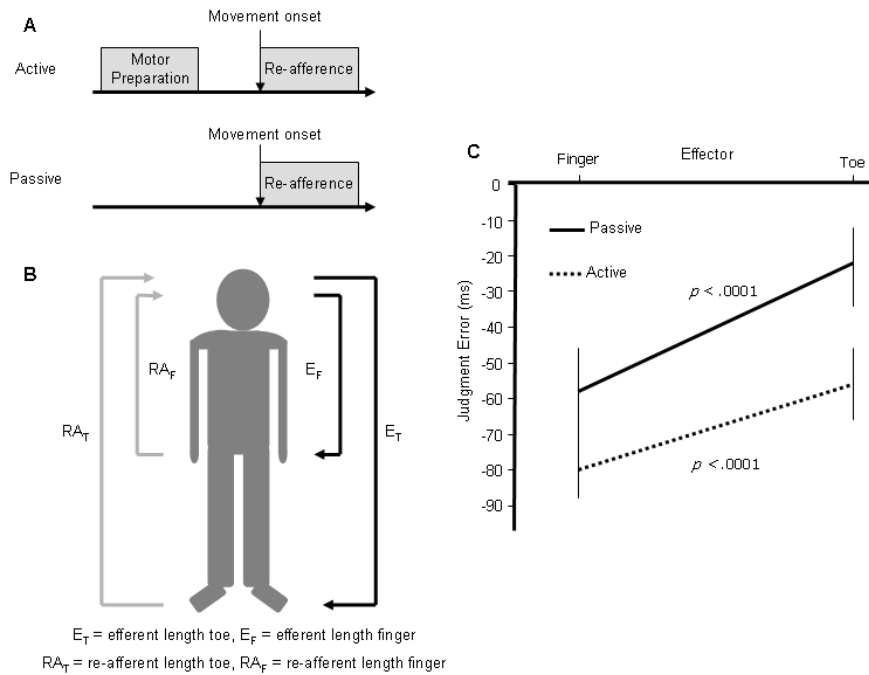 A
Movement onset
Active
Motor
Preparation
Re-afference
Movement onset
Passive
Re-afference
B
RA_F
E_F
RA_T
E_T
E_T = efferent length toe, E_F = efferent length finger
RA_T = re-afferent length toe, RA_F = re-afferent length finger
C
Finger
Effector
Toe
0
-10
-20
-30
-40
-50
-60
-70
-80
-90
Judgment Error (ms)
Passive
Active
p < .0001
p < .0001